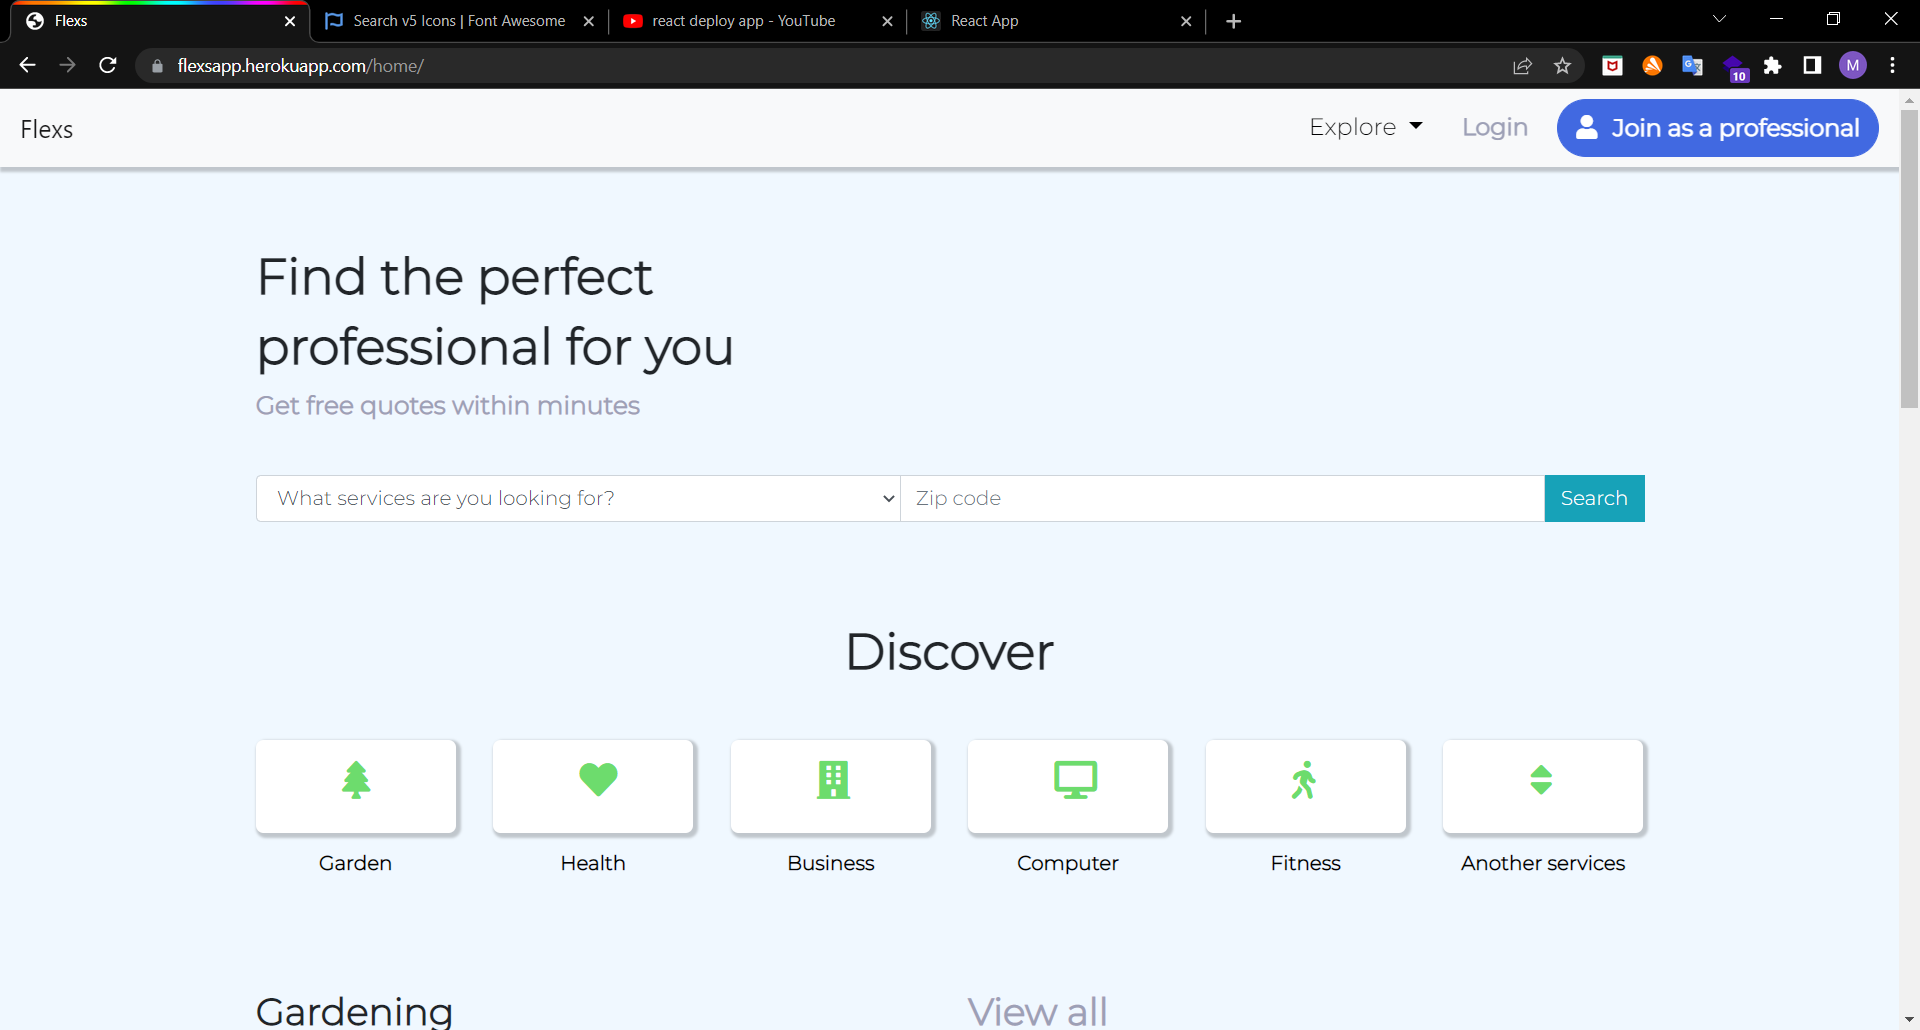 Flexs
Search v5 Icons | Font Awesome
react deploy app - YouTube
React App
flexsapp.herokuapp.com/home/
10
M
Flexs
Explore
Login
Join as a professional
Find the perfect
professional for you
Get free quotes within minutes
What services are you looking for?
Zip code
Search
Discover
Garden
Health
Business
Computer
Fitness
Another services
Gardening
View all